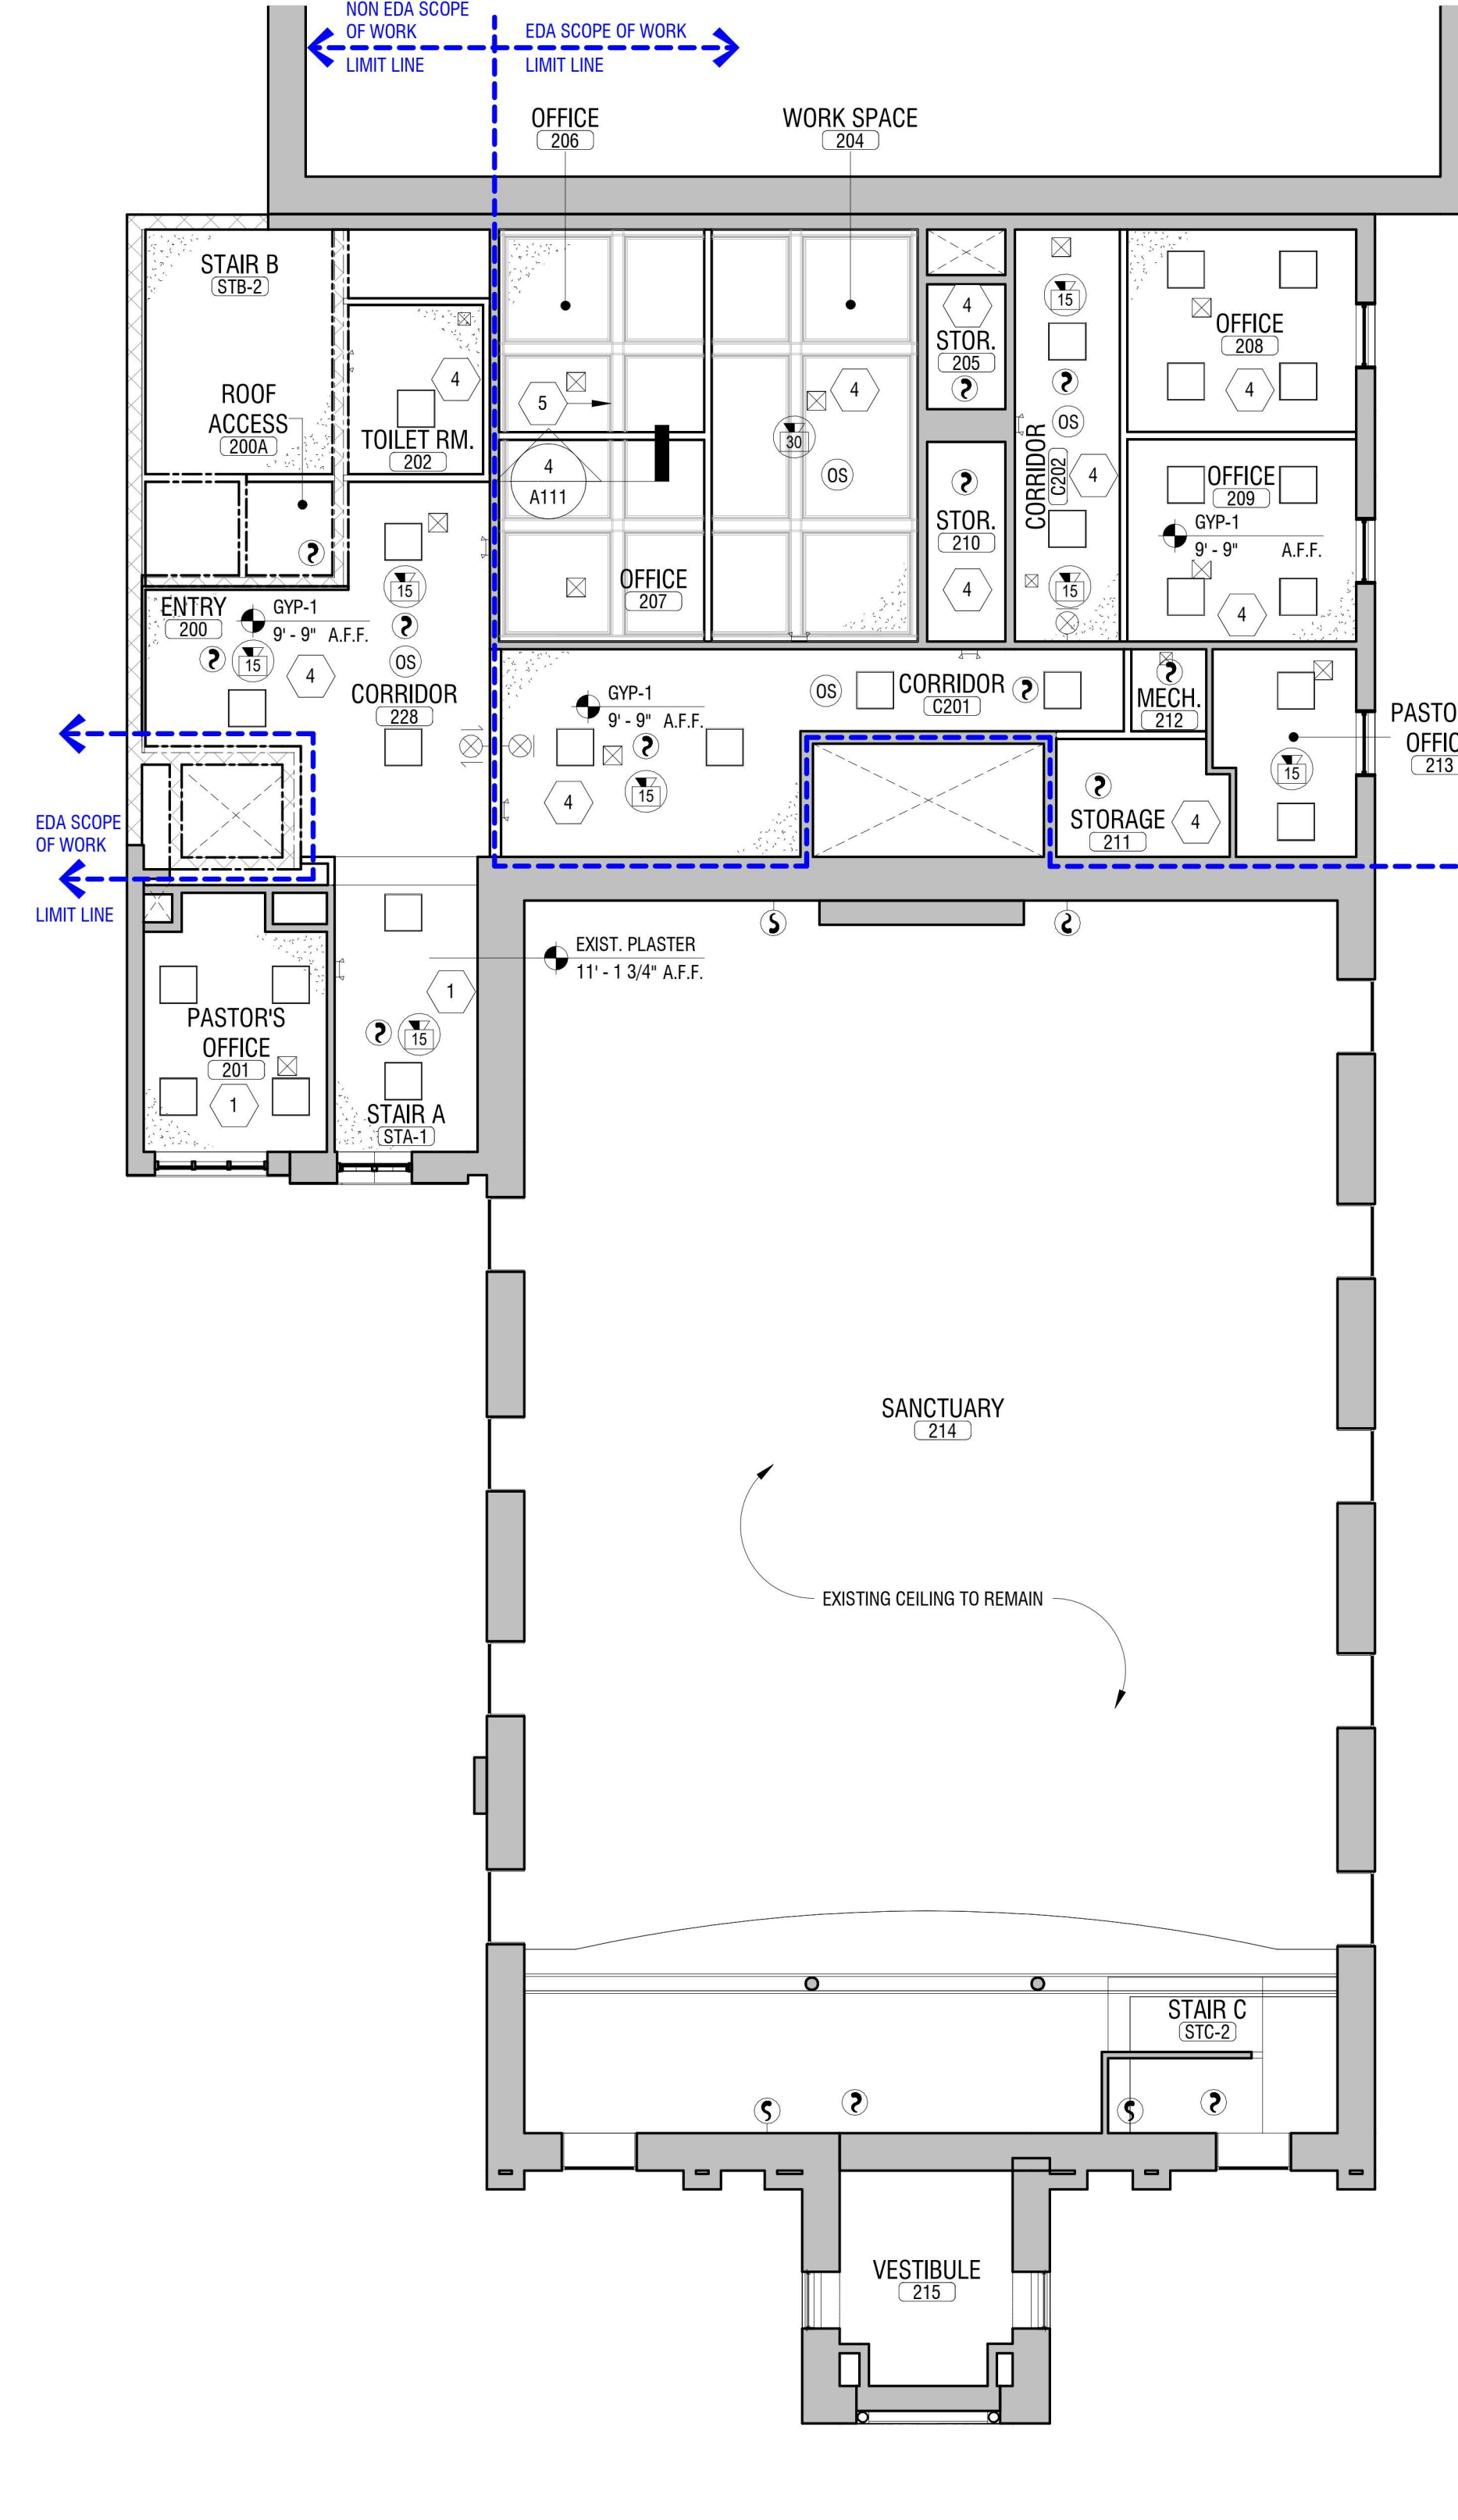 NON EDA SCOPE
OF WORK
LIMIT LINE
EDA SCOPE OF WORK
LIMIT LINE
OFFICE
206
WORK SPACE
204
STAIR B
STB-2
ROOF
ACCESS
200A
4
TOILET RM.
202
5
4
A111
4
30
OS
OFFICE
207
4
STOR.
205
STOR.
210
4
15
OS
CORRIDOR
C202
4
15
OFFICE
208
4
OFFICE
209
GYP-1
9' - 9" A.F.F.
4
ENTRY
200
GYP-1
9' - 9" A.F.F.
15
4
15
OS
CORRIDOR
228
GYP-1
9' - 9" A.F.F.
15
4
OS
CORRIDOR
C201
MECH.
212
STORAGE
211
4
15
213
EDA SCOPE
OF WORK
LIMIT LINE
EXIST. PLASTER
11' - 1 3/4" A.F.F.
1
15
STAIR A
STA-1
PASTOR'S
OFFICE
201
1
SANCTUARY
214
EXISTING CEILING TO REMAIN
STAIR C
STC-2
VESTIBULE
215